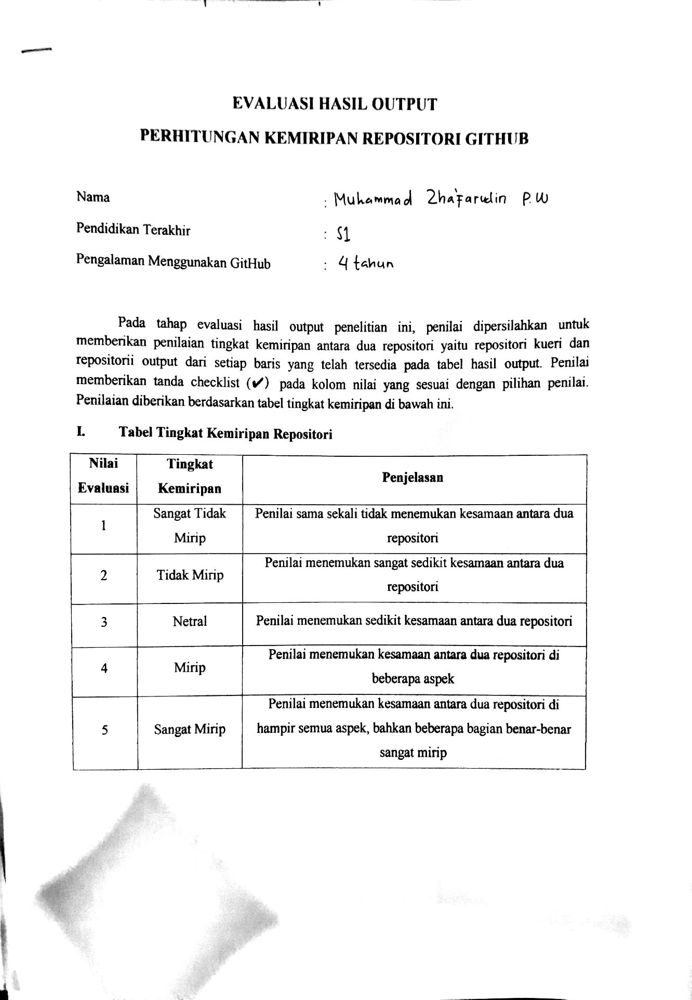 EVALUASI HASIL OUTPUT
PERHITUNGAN KEMIRIPAN REPOSITORI GITHUB
Nama : Muhammad Zhafarudin P.W
Pendidikan Terakhir : S1
Pengalaman Menggunakan GitHub : 4 tahun
Pada tahap evaluasi hasil output penelitian ini, penilai dipersilahkan untuk
memberikan penilaian tingkat kemiripan antara dua repositori yaitu repositori kueri dan
repositorii output dari setiap baris yang telah tersedia pada tabel hasil output. Penilai
memberikan tanda checklist (✔) pada kolom nilai yang sesuai dengan pilihan penilai.
Penilaian diberikan berdasarkan tabel tingkat kemiripan di bawah ini.
I. Tabel Tingkat Kemiripan Repositori
Nilai Evaluasi Tingkat Kemiripan Penjelasan
1 Sangat Tidak Mirip Penilai sama sekali tidak menemukan kesamaan antara dua
repositori
2 Tidak Mirip Penilai menemukan sangat sedikit kesamaan antara dua
repositori
3 Netral Penilai menemukan sedikit kesamaan antara dua repositori
4 Mirip Penilai menemukan kesamaan antara dua repositori di
beberapa aspek
5 Sangat Mirip Penilai menemukan kesamaan antara dua repositori di
hampir semua aspek, bahkan beberapa bagian benar-benar
sangat mirip